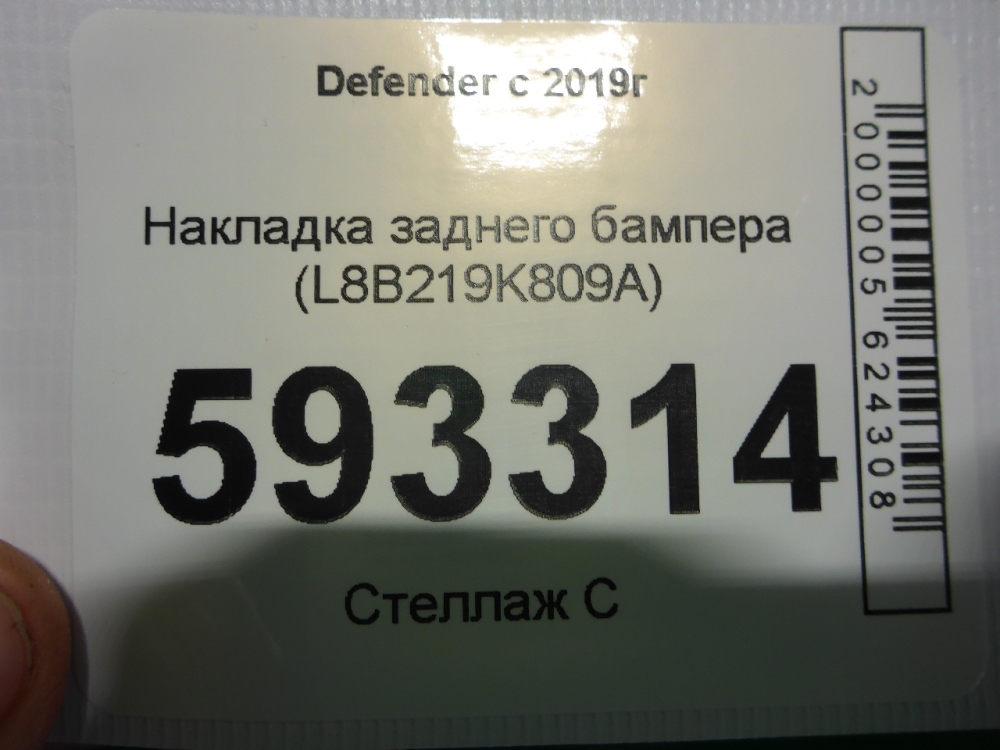 Defender с 2019г
Накладка заднего бампера
(L8B219K809A)
593314
Стеллаж С
2000005624308